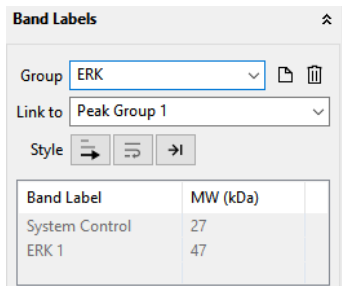 Band Labels
Group ERK
Link to Peak Group 1
Style
Band Label MW (kDa)
System Control 27
ERK 1 47